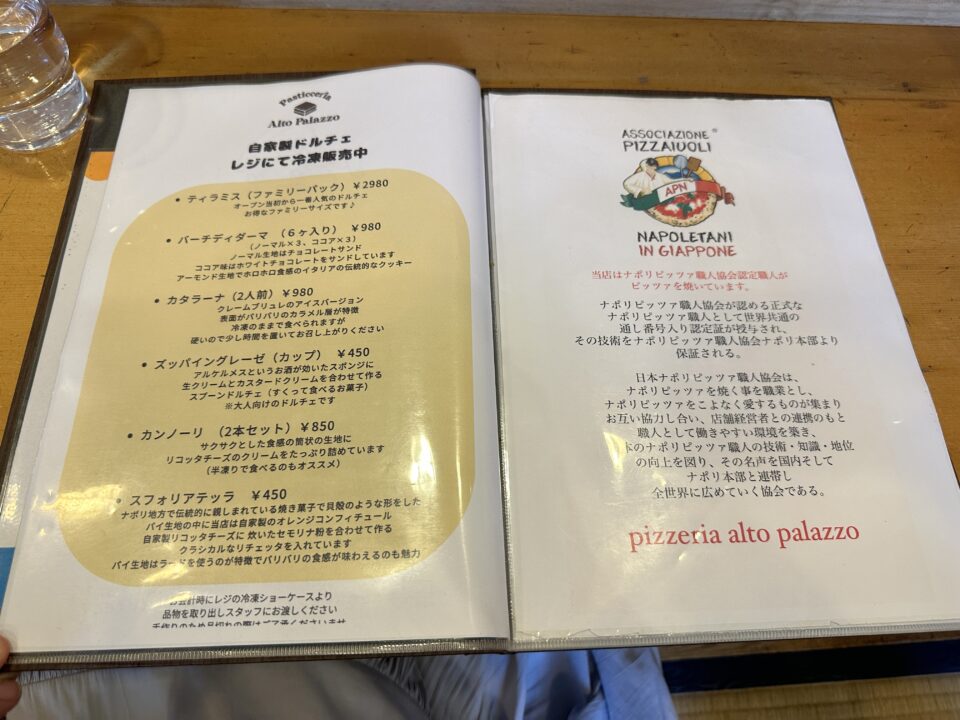 Pasticceria
Alto Palazzo
自家製ドルチェ
レジにて冷凍販売中
• ティラミス（ファミリーパック）￥2980
オープン当初から一番人気のドルチェ
お得なファミリーサイズです♪
• バーチディダーマ （６ヶ入り） ￥980
（ノーマル×３、ココア×３）
ノーマル生地はチョコレートサンド
ココア味はホワイトチョコレートをサンドしています
アーモンド生地でホロホロ食感のイタリアの伝統的なクッキー
• カタラーナ（2人前）￥980
クレームブリュレのアイスバージョン
表面がパリパリのカラメル層が特徴
冷凍のままで食べられますが
硬いので少し時間を置いてお召し上がりください
• ズッパイングレーゼ（カップ） ￥450
アルケルメスというお酒が効いたスポンジに
生クリームとカスタードクリームを合わせて作る
スプーンドルチェ（すくって食べるお菓子）
※大人向けのドルチェです
• カンノーリ （2本セット）￥850
サクサクとした食感の筒状の生地に
リコッタチーズのクリームをたっぷり詰めています
（半凍りで食べるのもオススメ）
• スフォリアテッラ ￥450
ナポリ地方で伝統的に親しまれている焼き菓子で貝殻のような形をした
パイ生地の中に当店は自家製のオレンジコンフィチュール
自家製リコッタチーズに 炊いたセモリナ粉を合わせて作る
クラシカルなリチェッタを入れています
パイ生地はラードを使うのが特徴でバリバリの食感が味わえるのも魅力
お会計時にレジの冷凍ショーケースより
品物を取り出しスタッフにお渡しください
手作りのため品切れの際はご了承くださいませ
ASSOCIAZIONE®
PIZZAIUOLI
APN
NAPOLETANI
IN GIAPPONE
当店はナポリピッツァ職人協会認定職人が
ピッツァを焼いています。
ナポリピッツァ職人協会が認める正式な
ナポリピッツァ職人として世界共通の
通し番号入り認定証が授与され、
その技術をナポリピッツァ職人協会ナポリ本部より
保証される。
日本ナポリピッツァ職人協会は、
ナポリピッツァを焼く事を職業とし、
ナポリピッツァをこよなく愛するものが集まり
お互い協力し合い、店舗経営者との連携のもと
職人として働きやすい環境を築き、
本のナポリピッツァ職人の技術・知識・地位
の向上を図り、その名声を国内そして
ナポリ本部と連帯し
全世界に広めていく協会である。
pizzeria alto palazzo